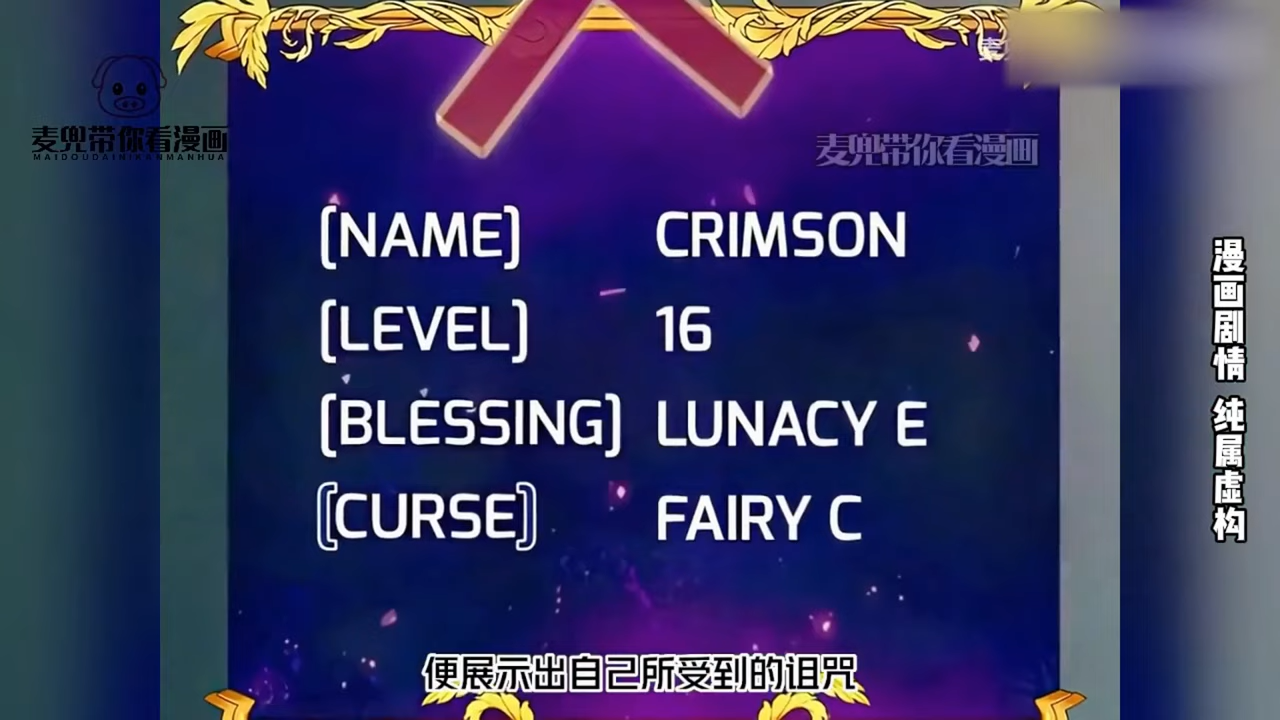 麦兜带你看漫画
MAIDOUDAINIKANMANHUA
麦兜带你看漫画
[NAME] CRIMSON
[LEVEL] 16
[BLESSING] LUNACY E
[CURSE] FAIRY C
漫画剧情 纯属虚构
便展示出自己所受到的诅咒